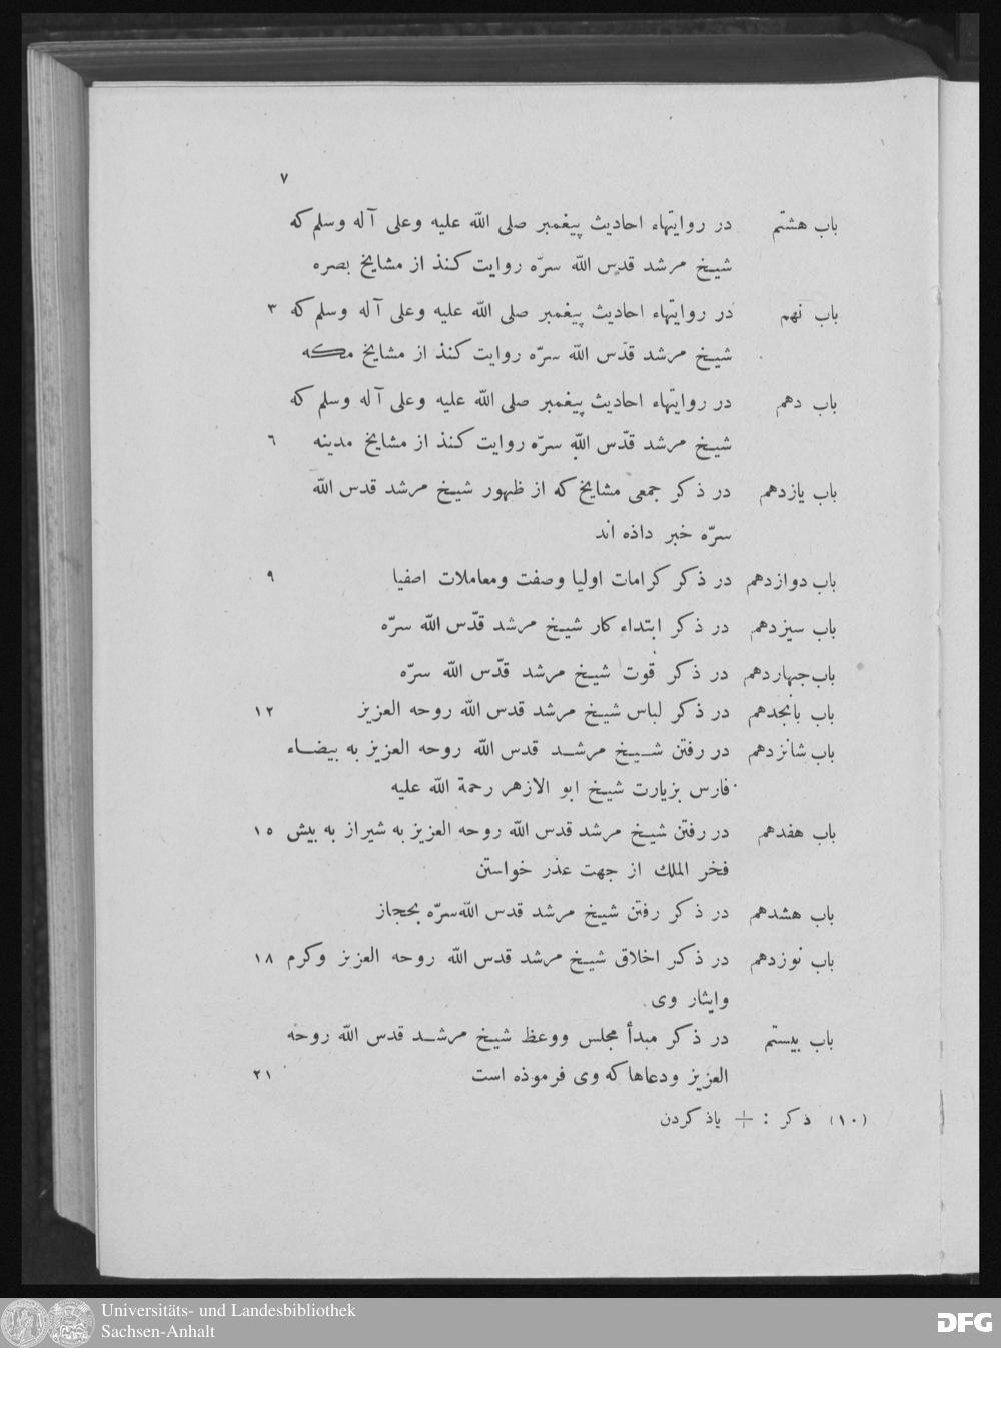 ٧
باب هشتم در روایتهاء احادیث پیغمبر صلی الله علیه وعلی آله وسلم که
شیخ مرشد قدس الله سرّه روایت کنذ از مشایخ بصره
باب نهم در روایتهاء احادیث پیغمبر صلی الله علیه وعلی آله وسلم که ٣
شیخ مرشد قدّس الله سرّه روایت کنذ از مشایخ مکه
باب دهم در روایتهاء احادیث پیغمبر صلی الله علیه وعلی آله وسلم که
شیخ مرشد قدّس الله سرّه روایت کنذ از مشایخ مدینه ٦
باب یازدهم در ذکر جمعی مشایخ که از ظهور شیخ مرشد قدس الله
سرّه خبر داذه اند
باب دوازدهم در ذکر کرامات اولیا وصفت ومعاملات اصفیا ٩
باب سیزدهم در ذکر ابتداء کار شیخ مرشد قدّس الله سرّه
باب جهاردهم در ذکر قوت شیخ مرشد قدّس الله سرّه
باب بانجدهم در ذکر لباس شیخ مرشد قدس الله روحه العزیز ١٢
باب شانزدهم در رفتن شیخ مرشد قدس الله روحه العزیز به بیضاء
فارس بزیارت شیخ ابو الازهر رحمة الله علیه
باب هفدهم در رفتن شیخ مرشد قدس الله روحه العزیز به شیراز به بیش ١٥
فخر الملك از جهت عذر خواستن
باب هشدهم در ذکر رفتن شیخ مرشد قدس الله سرّه بحجاز
باب نوزدهم در ذکر اخلاق شیخ مرشد قدس الله روحه العزیز وکرم ١٨
وایثار وی
باب بیستم در ذکر مبدأ مجلس ووعظ شیخ مرشد قدس الله روحه
العزیز ودعاها که وی فرموذه است ٢١
(١٠) ذکر : + یاذ کردن
Universitäts- und Landesbibliothek
Sachsen-Anhalt
DFG